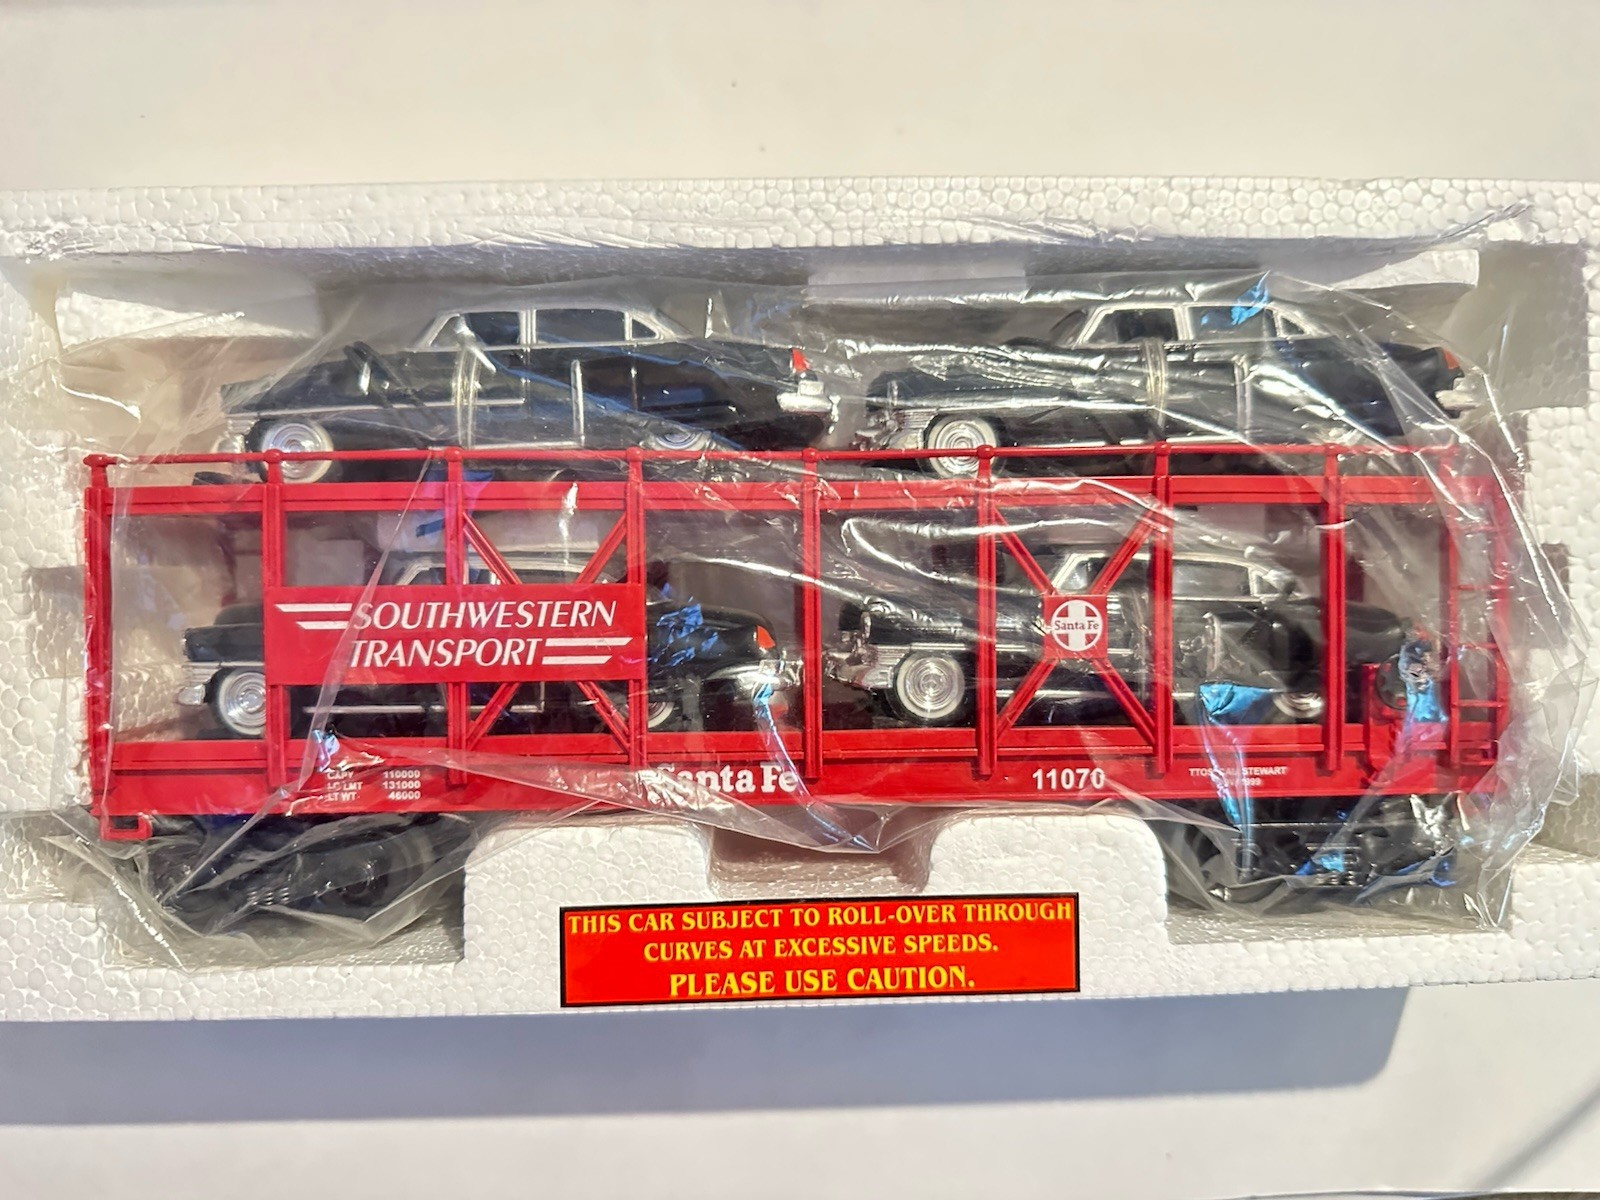 SOUTHWESTERN
TRANSPORT
Santa Fe
CAPY 110000
LD LMT 131000
LT WT 46000
Santa Fe
11070
STEWART
THIS CAR SUBJECT TO ROLL-OVER THROUGH
CURVES AT EXCESSIVE SPEEDS.
PLEASE USE CAUTION.